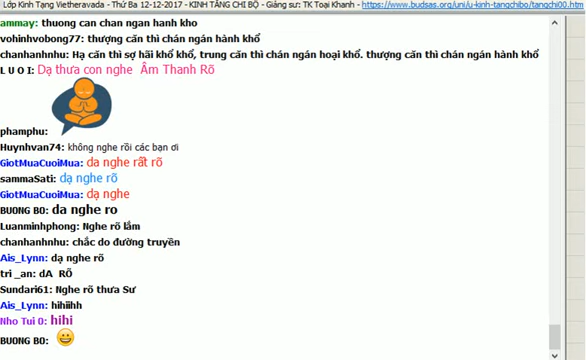 Lớp Kinh Tạng Vietheravada - Thứ Ba 12-12-2017 - KINH TĂNG CHI BỘ - Giảng sư: TK Toại Khanh - https://www.budsas.org/uni/u-kinh-tangchibo/tangchi00.htm
ammay: thuong can chan ngan hanh kho
vohinhvobong77: thượng cấn thì chán ngán hành khổ
chanhanhnhu: Hạ cấn thì sợ hãi khổ khổ, trung cấn thì chán ngán hoại khổ. thượng cấn thì chán ngán hành khổ
L U O I: Dạ thưa con nghe Âm Thanh Rõ
phamphu:
Huynhvan74: không nghe rồi các bạn ơi
GiotMuaCuoiMua: dạ nghe rất rõ
sammaSati: dạ nghe rõ
GiotMuaCuoiMua: dạ nghe
BUONG BO: da nghe ro
Luanminhphong: Nghe rõ lắm
chanhanhnhu: chắc do đường truyền
Ais_Lynn: dạ nghe rõ
tri _an: dA RÕ
Sundari61: Nghe rõ thưa Sư
Ais_Lynn: hihiihh
Nho Tui 0: hihi
BUONG BO: